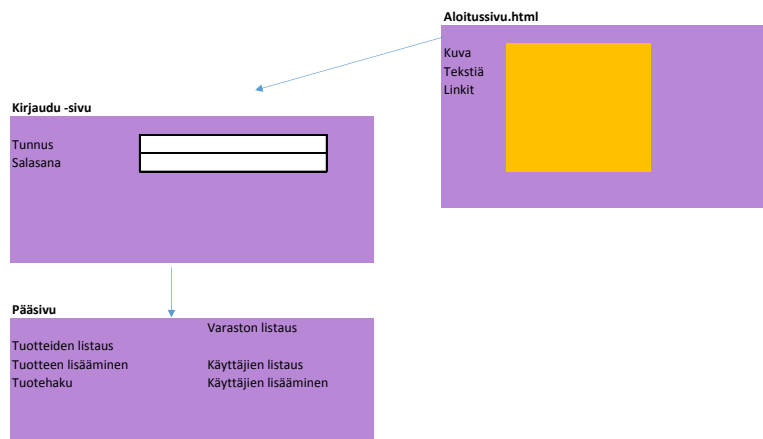 Aloitussivu.html
Kuva
Tekstiä
Linkit
Kirjaudu -sivu
Tunnus
Salasana
Pääsivu
Varaston listaus
Tuotteiden listaus
Tuotteen lisääminen Käyttäjien listaus
Tuotehaku Käyttäjien lisääminen